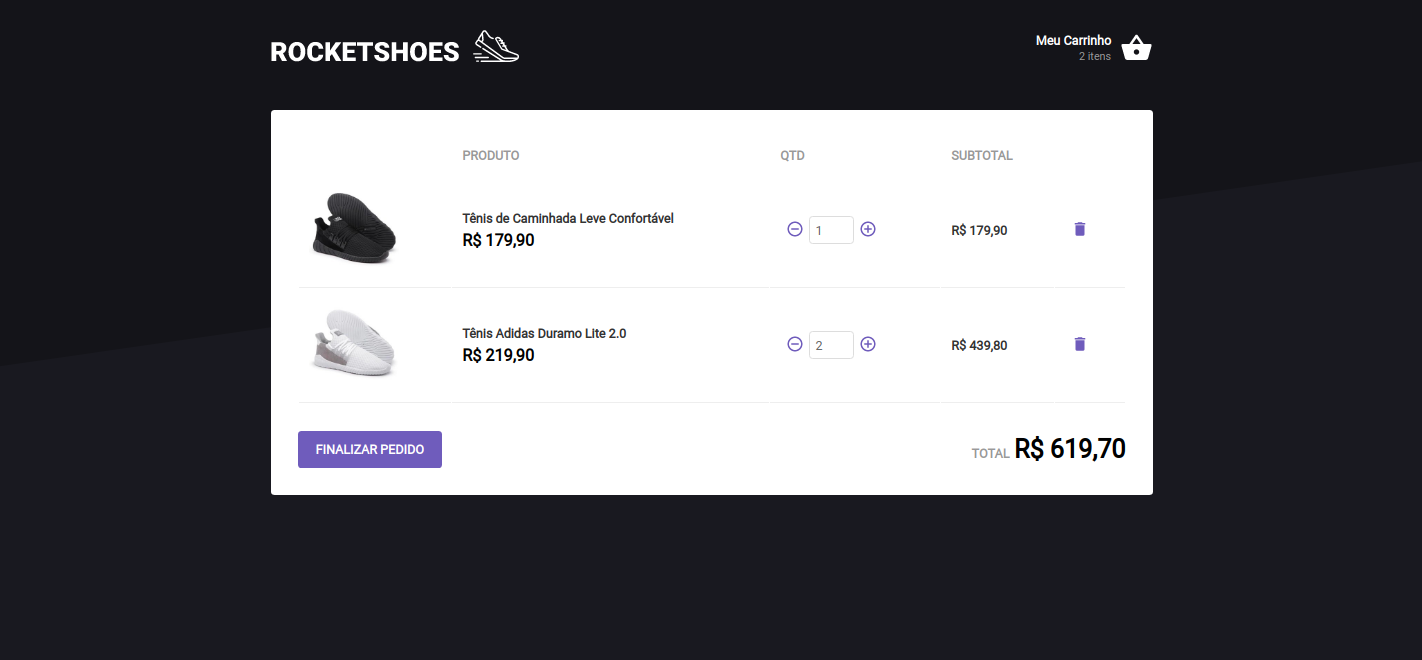 ROCKETSHOES
Meu Carrinho
2 itens
PRODUTO QTD SUBTOTAL
Tênis de Caminhada Leve Confortável
R$ 179,90
1
R$ 179,90
Tênis Adidas Duramo Lite 2.0
R$ 219,90
2
R$ 439,80
FINALIZAR PEDIDO
TOTAL R$ 619,70